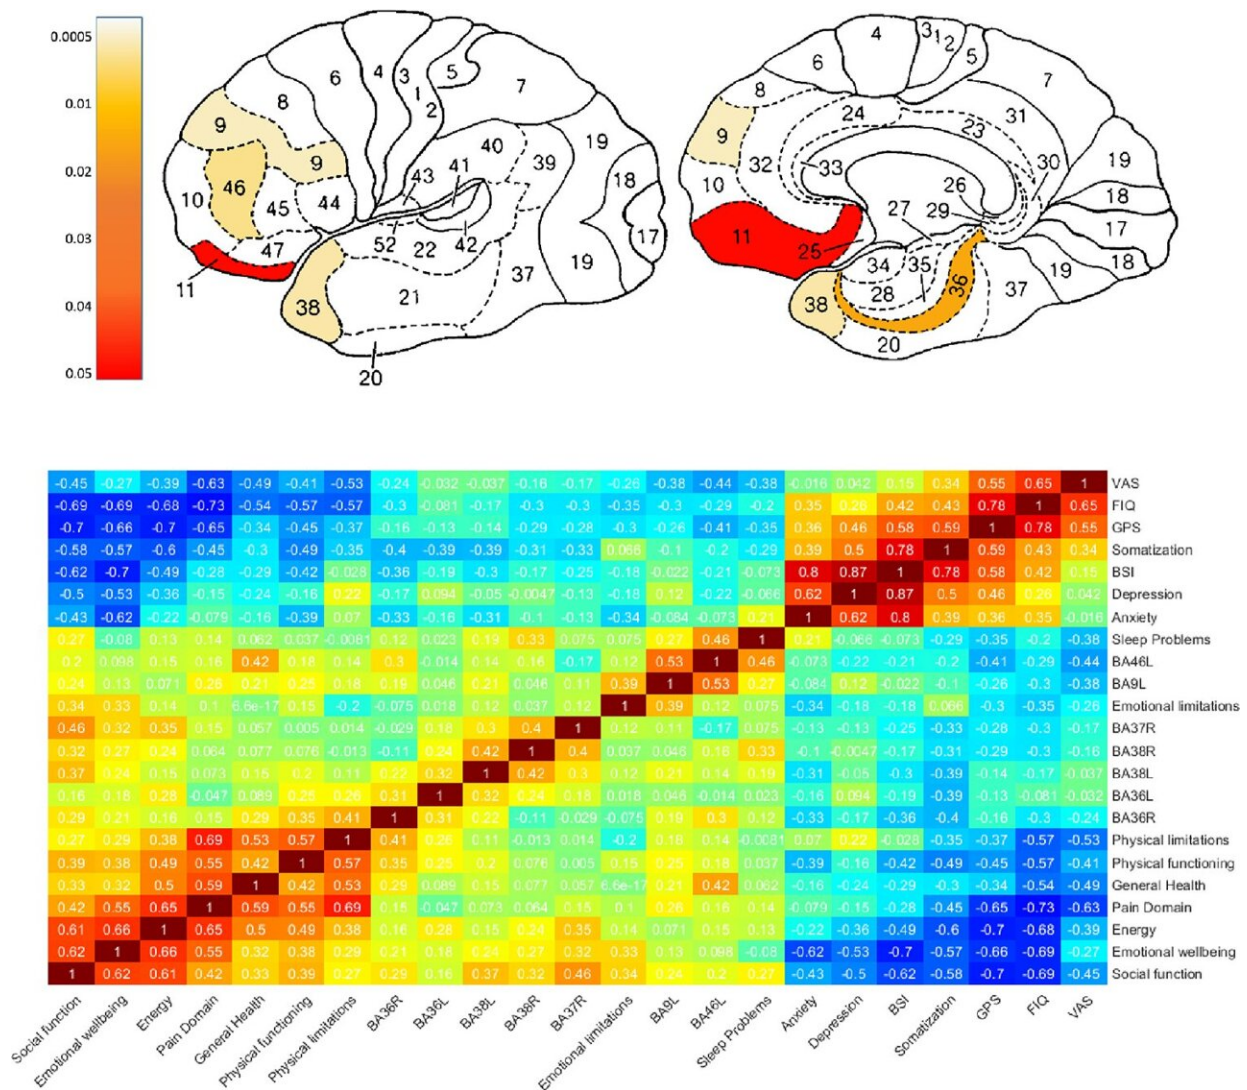 0.0005
0.01
0.02
0.03
0.04
0.05
6 4 3 1 2 5 7
8 9 9 46 10 45 44 47 11
43 41 40 39 19 18 17 19
52 22 42 37 21 38 20
4 3 1 2 5 6 7
8 9 32 24 23 31 33 30 19
10 11 25 26 27 29 18 17 18
34 35 28 36 37 19 38 20
-0.45 -0.27 -0.39 -0.63 -0.49 -0.41 -0.53 -0.24 -0.032 -0.037 -0.16 -0.17 -0.26 -0.38 -0.44 -0.38 -0.016 0.042 0.15 0.34 0.55 0.65 1 VAS
-0.69 -0.69 -0.68 -0.73 -0.54 -0.57 -0.57 -0.3 -0.081 -0.17 -0.3 -0.3 -0.35 -0.3 -0.29 -0.2 0.35 0.26 0.42 0.43 0.78 1 0.65 FIQ
-0.7 -0.66 -0.7 -0.65 -0.34 -0.45 -0.37 -0.16 -0.13 -0.14 -0.29 -0.28 -0.3 -0.26 -0.41 -0.35 0.36 0.46 0.58 0.59 1 0.78 0.55 GPS
-0.58 -0.57 -0.6 -0.45 -0.3 -0.49 -0.35 -0.4 -0.39 -0.39 -0.31 -0.33 0.066 -0.1 -0.2 -0.29 0.39 0.5 0.78 1 0.59 0.43 0.34 Somatization
-0.62 -0.7 -0.49 -0.28 -0.29 -0.42 -0.028 -0.36 -0.19 -0.3 -0.17 -0.25 -0.18 -0.022 -0.21 -0.073 0.8 0.87 1 0.78 0.58 0.42 0.15 BSI
-0.5 -0.53 -0.36 -0.15 -0.24 -0.16 0.22 -0.17 0.094 -0.05 -0.0047 -0.13 -0.18 0.12 -0.22 -0.066 0.62 1 0.87 0.5 0.46 0.26 0.042 Depression
-0.43 -0.62 -0.22 -0.079 -0.16 -0.39 0.07 -0.33 -0.16 -0.31 -0.1 -0.13 -0.34 -0.084 -0.073 0.21 1 0.62 0.8 0.39 0.36 0.35 -0.016 Anxiety
0.27 -0.08 0.13 0.14 0.062 0.037 -0.0081 0.12 0.023 0.19 0.33 0.075 0.075 0.27 0.46 1 0.21 -0.066 -0.073 -0.29 -0.35 -0.2 -0.38 Sleep Problems
0.2 0.098 0.15 0.16 0.42 0.18 0.14 0.3 -0.014 0.14 0.16 -0.17 0.12 0.53 1 0.46 -0.073 -0.22 -0.21 -0.2 -0.41 -0.29 -0.44 BA46L
0.24 0.13 0.071 0.26 0.21 0.25 0.18 0.19 0.046 0.21 0.046 0.11 0.39 1 0.53 0.27 -0.084 0.12 -0.022 -0.1 -0.26 -0.3 -0.38 BA9L
0.34 0.33 0.14 0.1 6.6e-17 0.15 -0.2 -0.075 0.018 0.12 0.037 0.12 1 0.39 0.12 0.075 -0.34 -0.18 -0.18 0.066 -0.3 -0.35 -0.26 Emotional limitations
0.46 0.32 0.35 0.15 0.057 0.005 0.014 -0.029 0.18 0.3 0.4 1 0.12 0.11 -0.17 0.075 -0.13 -0.13 -0.25 -0.33 -0.28 -0.3 -0.17 BA37R
0.32 0.27 0.24 0.064 0.077 0.076 -0.013 -0.11 0.24 0.42 1 0.4 0.037 0.046 0.16 0.33 -0.1 -0.0047 -0.17 -0.31 -0.29 -0.3 -0.16 BA38R
0.37 0.24 0.15 0.073 0.15 0.2 0.11 0.22 0.32 1 0.42 0.3 0.12 0.21 0.14 0.19 -0.31 -0.05 -0.3 -0.39 -0.14 -0.17 -0.037 BA38L
0.16 0.18 0.28 -0.047 0.089 0.25 0.26 0.31 1 0.32 0.24 0.18 0.018 0.046 -0.014 0.023 -0.16 0.094 -0.19 -0.39 -0.13 -0.081 -0.032 BA36L
0.29 0.21 0.16 0.15 0.29 0.35 0.41 1 0.31 0.22 -0.11 -0.029 -0.075 0.19 0.3 0.12 -0.33 -0.17 -0.36 -0.4 -0.16 -0.3 -0.24 BA36R
0.27 0.29 0.38 0.69 0.53 0.57 1 0.41 0.26 0.11 -0.013 0.014 -0.2 0.18 0.14 -0.0081 0.07 0.22 -0.028 -0.35 -0.37 -0.57 -0.53 Physical limitations
0.39 0.38 0.49 0.55 0.42 1 0.57 0.35 0.25 0.2 0.076 0.005 0.15 0.25 0.18 0.037 -0.39 -0.16 -0.42 -0.49 -0.45 -0.57 -0.41 Physical functioning
0.33 0.32 0.5 0.59 1 0.42 0.53 0.29 0.089 0.15 0.077 0.057 6.6e-17 0.21 0.42 0.062 -0.16 -0.24 -0.29 -0.3 -0.34 -0.54 -0.49 General Health
0.42 0.55 0.65 1 0.59 0.55 0.69 0.15 -0.047 0.073 0.064 0.15 0.1 0.26 0.16 0.14 -0.079 -0.15 -0.28 -0.45 -0.65 -0.73 -0.63 Pain Domain
0.61 0.66 1 0.65 0.5 0.49 0.38 0.16 0.28 0.15 0.24 0.35 0.14 0.071 0.15 0.13 -0.22 -0.36 -0.49 -0.6 -0.7 -0.68 -0.39 Energy
0.62 1 0.66 0.55 0.32 0.38 0.29 0.21 0.18 0.24 0.27 0.32 0.33 0.13 0.098 -0.08 -0.62 -0.53 -0.7 -0.57 -0.66 -0.69 -0.27 Emotional wellbeing
1 0.62 0.61 0.42 0.33 0.39 0.27 0.29 0.16 0.37 0.32 0.46 0.34 0.24 0.2 0.27 -0.43 -0.5 -0.62 -0.58 -0.7 -0.69 -0.45 Social function
Social function
Emotional wellbeing
Energy
Pain Domain
General Health
Physical functioning
Physical limitations
BA36R
BA36L
BA38L
BA38R
BA37R
Emotional limitations
BA9L
BA46L
Sleep Problems
Anxiety
Depression
BSI
Somatization
GPS
FIQ
VAS